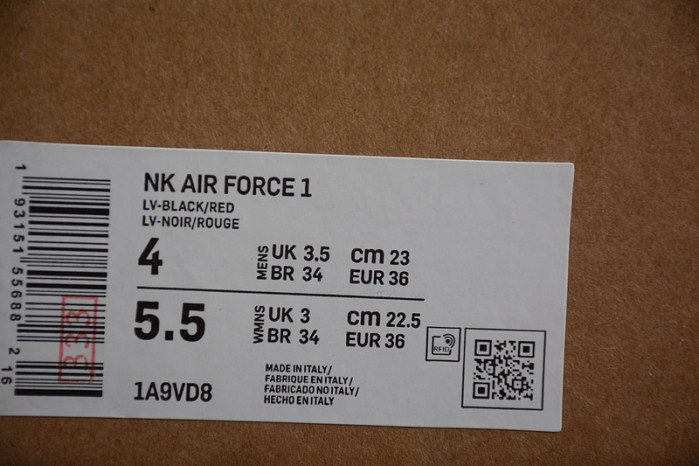 NK AIR FORCE 1
LV-BLACK/RED
LV-NOIR/ROUGE
4
MENS
UK 3.5 cm 23
BR 34 EUR 36
5.5
WMNS
UK 3 cm 22.5
BR 34 EUR 36
RFID
MADE IN ITALY/
FABRIQUE EN ITALY/
FABRICADO NO ITALY/
HECHO EN ITALY
1A9VD8
1 93151 55688 2 16
333